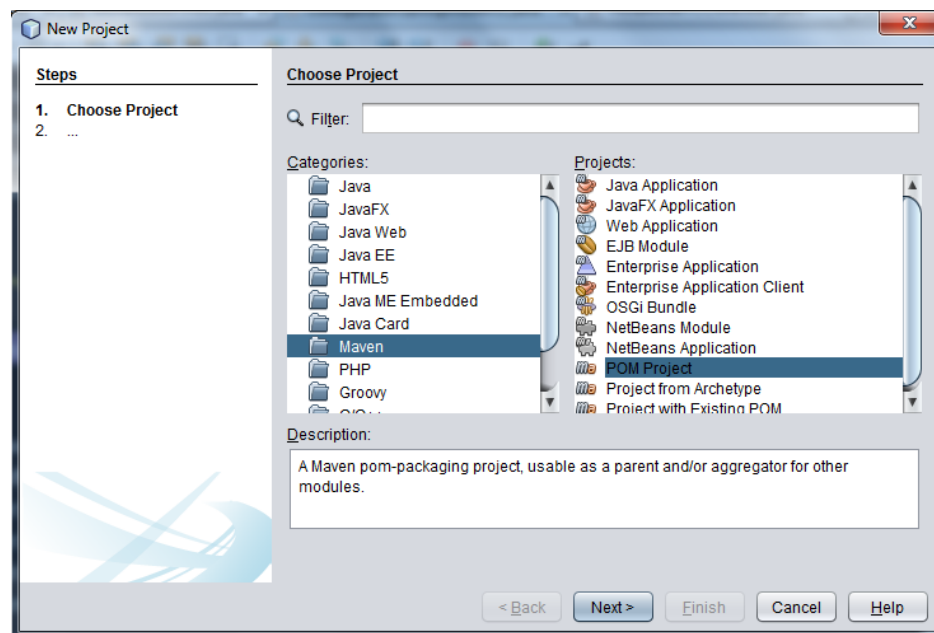 New Project
Steps
1. Choose Project
2. ...
Choose Project
Filter:
Categories:
Java
JavaFX
Java Web
Java EE
HTML5
Java ME Embedded
Java Card
Maven
PHP
Groovy
C/C++
Projects:
Java Application
JavaFX Application
Web Application
EJB Module
Enterprise Application
Enterprise Application Client
OSGi Bundle
NetBeans Module
NetBeans Application
POM Project
Project from Archetype
Project with Existing POM
Description:
A Maven pom-packaging project, usable as a parent and/or aggregator for other
modules.
< Back
Next >
Finish
Cancel
Help